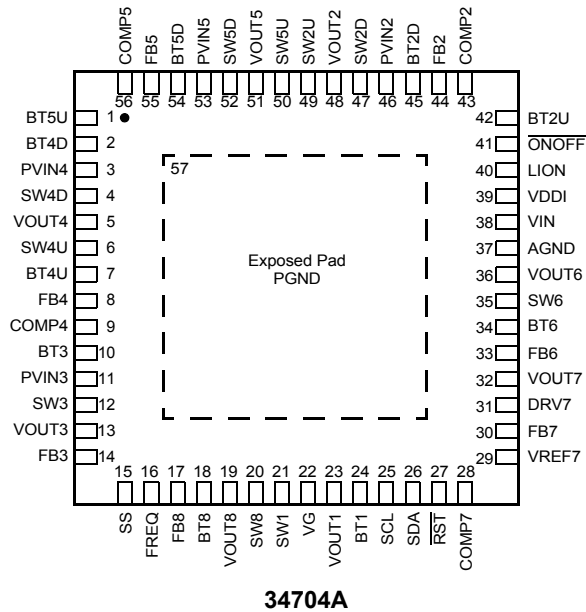 COMP5 FB5 BT5D PVIN5 SW5D VOUT5 SW5U SW2U VOUT2 SW2D PVIN2 BT2D FB2 COMP2
56 55 54 53 52 51 50 49 48 47 46 45 44 43
BT5U 1 42 BT2U
BT4D 2 41 ONOFF
PVIN4 3 57 40 LION
SW4D 4 39 VDDI
VOUT4 5 38 VIN
SW4U 6 37 AGND
Exposed Pad
PGND
BT4U 7 36 VOUT6
FB4 8 35 SW6
COMP4 9 34 BT6
BT3 10 33 FB6
PVIN3 11 32 VOUT7
SW3 12 31 DRV7
VOUT3 13 30 FB7
FB3 14 29 VREF7
15 16 17 18 19 20 21 22 23 24 25 26 27 28
SS FREQ FB8 BT8 VOUT8 SW8 SW1 VG VOUT1 BT1 SCL SDA RST COMP7
34704A